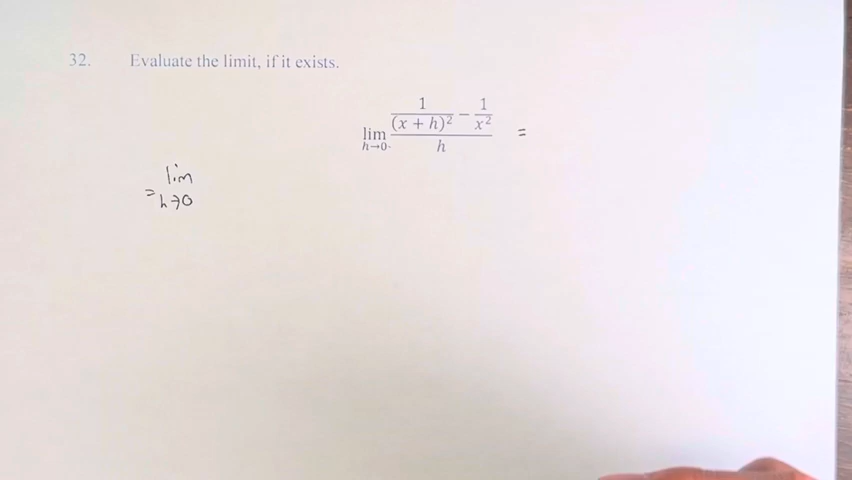 32. Evaluate the limit, if it exists.
lim h→0 (1/(x + h)² − 1/x²)/h =
= lim h→0